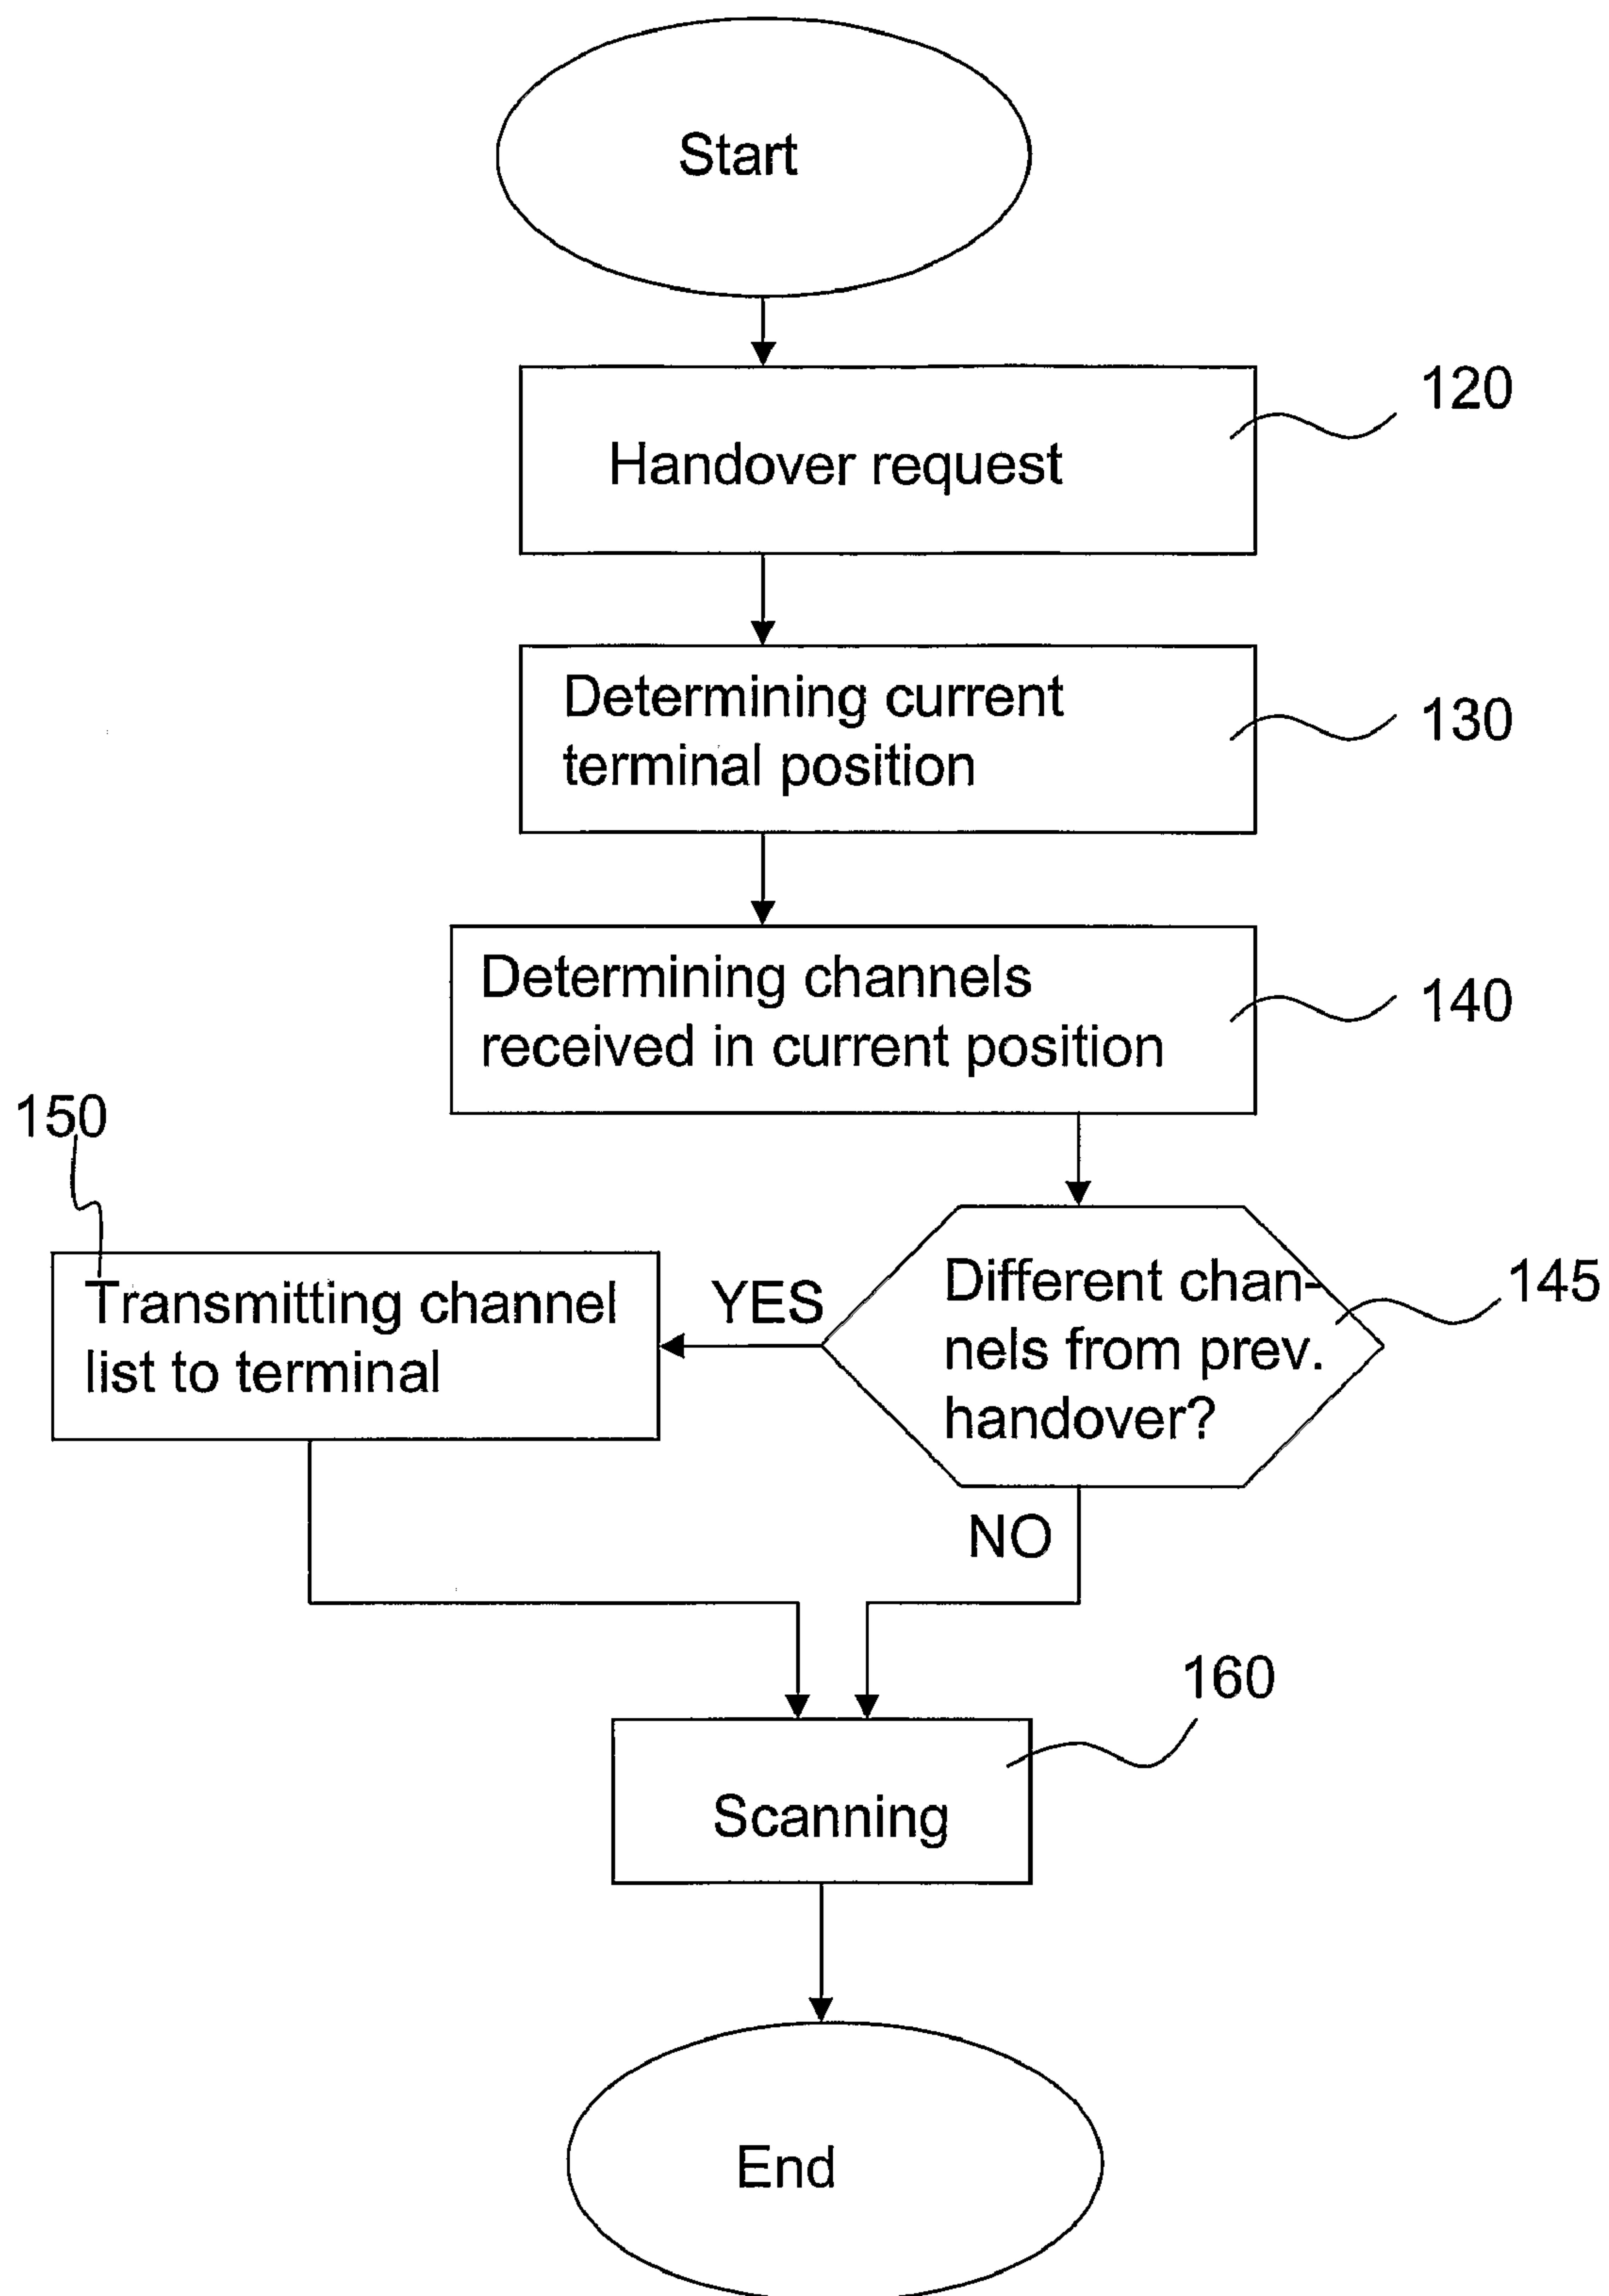 Start
120
Handover request
Determining current
terminal position
130
Determining channels
received in current position
140
150
Transmitting channel
list to terminal
YES
Different chan-
nels from prev.
handover?
145
NO
160
Scanning
End